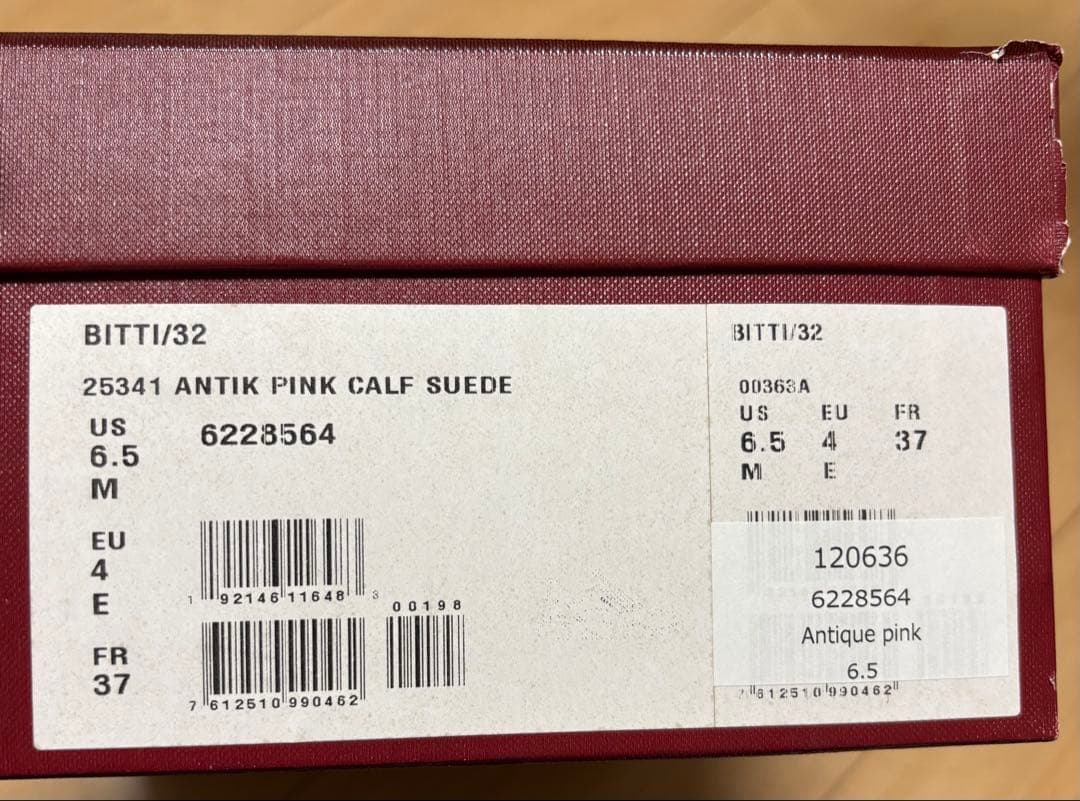 BITTI/32
25341 ANTIK PINK CALF SUEDE
US
6.5
M
6228564
EU
4
E
FR
37
1 92146 11648 3
00198
7 612510 990462
BITTI/32
00363A
US EU FR
6.5 4 37
M E
120636
6228564
Antique pink
6.5
7 612510 990462